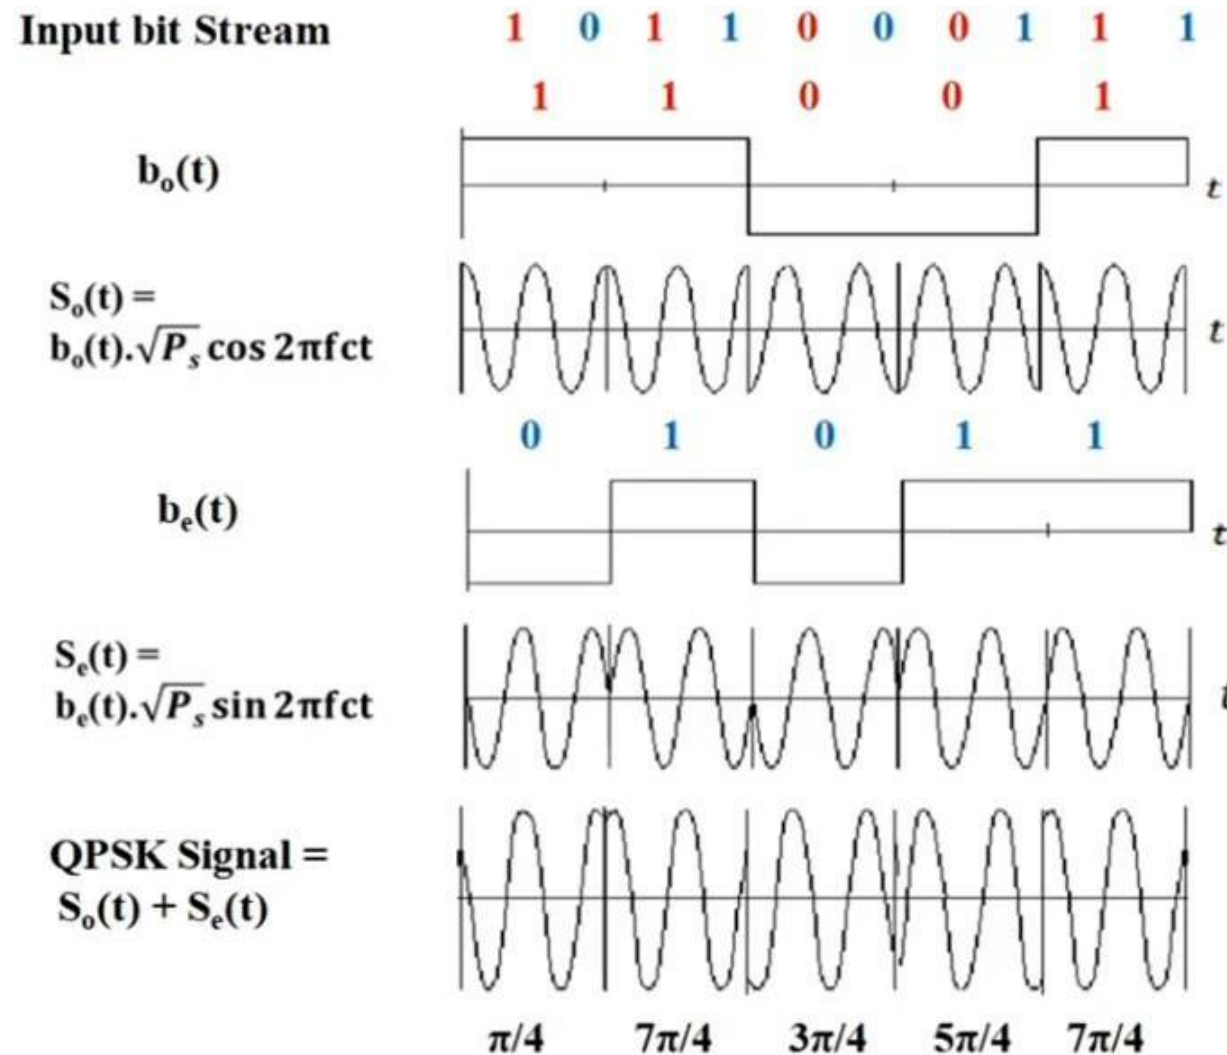 Input bit Stream 1 0 1 1 0 0 0 1 1 1
1 1 0 0 1
bₒ(t)
t
Sₒ(t) =
bₒ(t).√Pₛ cos 2πfct
t
0 1 0 1 1
bₑ(t)
t
Sₑ(t) =
bₑ(t).√Pₛ sin 2πfct
t
QPSK Signal =
Sₒ(t) + Sₑ(t)
π/4 7π/4 3π/4 5π/4 7π/4